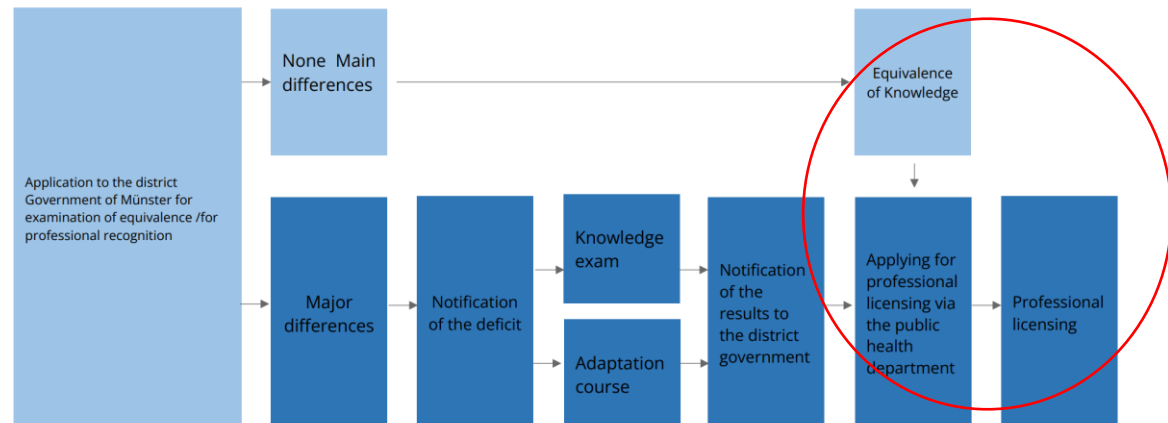 None Main
differences
Equivalence
of Knowledge
Application to the district
Government of Münster for
examination of equivalence /for
professional recognition
Major
differences
Notification
of the deficit
Knowledge
exam
Adaptation
course
Notification
of the
results to
the district
government
Applying for
professional
licensing via
the public
health
department
Professional
licensing